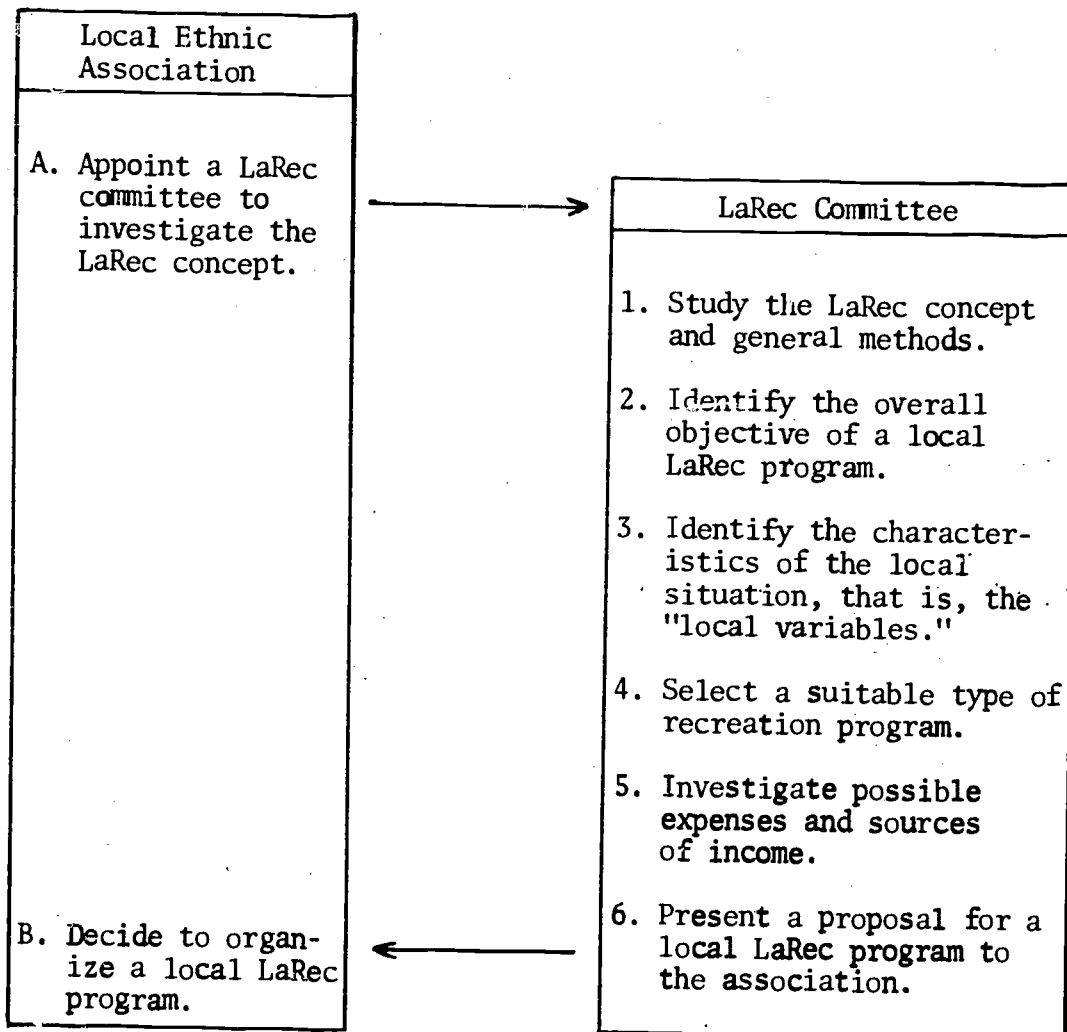 Local Ethnic
Association
A. Appoint a LaRec
committee to
investigate the
LaRec concept.
B. Decide to organ-
ize a local LaRec
program.
LaRec Committee
1. Study the LaRec concept
and general methods.
2. Identify the overall
objective of a local
LaRec program.
3. Identify the character-
istics of the local
situation, that is, the
"local variables."
4. Select a suitable type of
recreation program.
5. Investigate possible
expenses and sources
of income.
6. Present a proposal for a
local LaRec program to
the association.